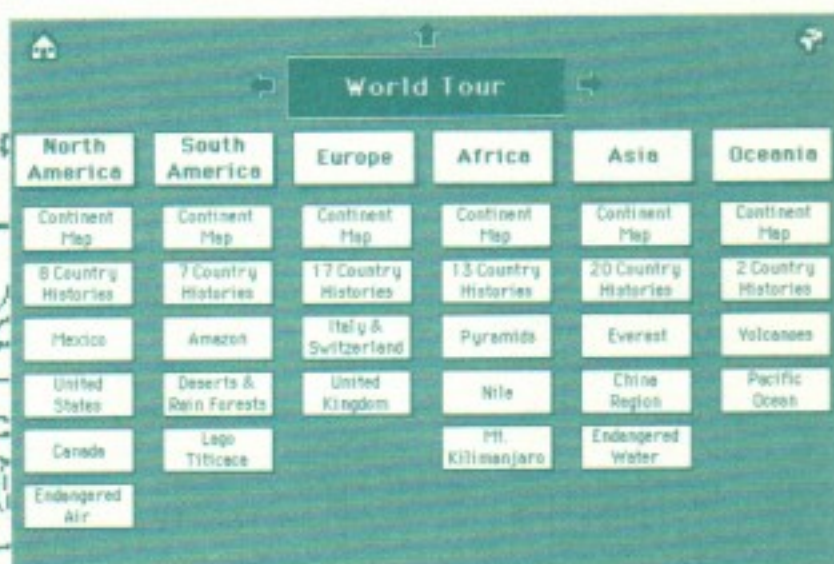 World Tour
North
America
South
America
Europe
Africa
Asia
Oceania
Continent
Map
Continent
Map
Continent
Map
Continent
Map
Continent
Map
Continent
Map
8 Country
Histories
7 Country
Histories
17 Country
Histories
13 Country
Histories
20 Country
Histories
2 Country
Histories
Mexico
Amazon
Italy &
Switzerland
Pyramids
Everest
Volcanoes
United
States
Deserts &
Rain Forests
United
Kingdom
Nile
China
Region
Pacific
Ocean
Canada
Lago
Titicaca
Mt.
Kilimanjaro
Endangered
Water
Endangered
Air